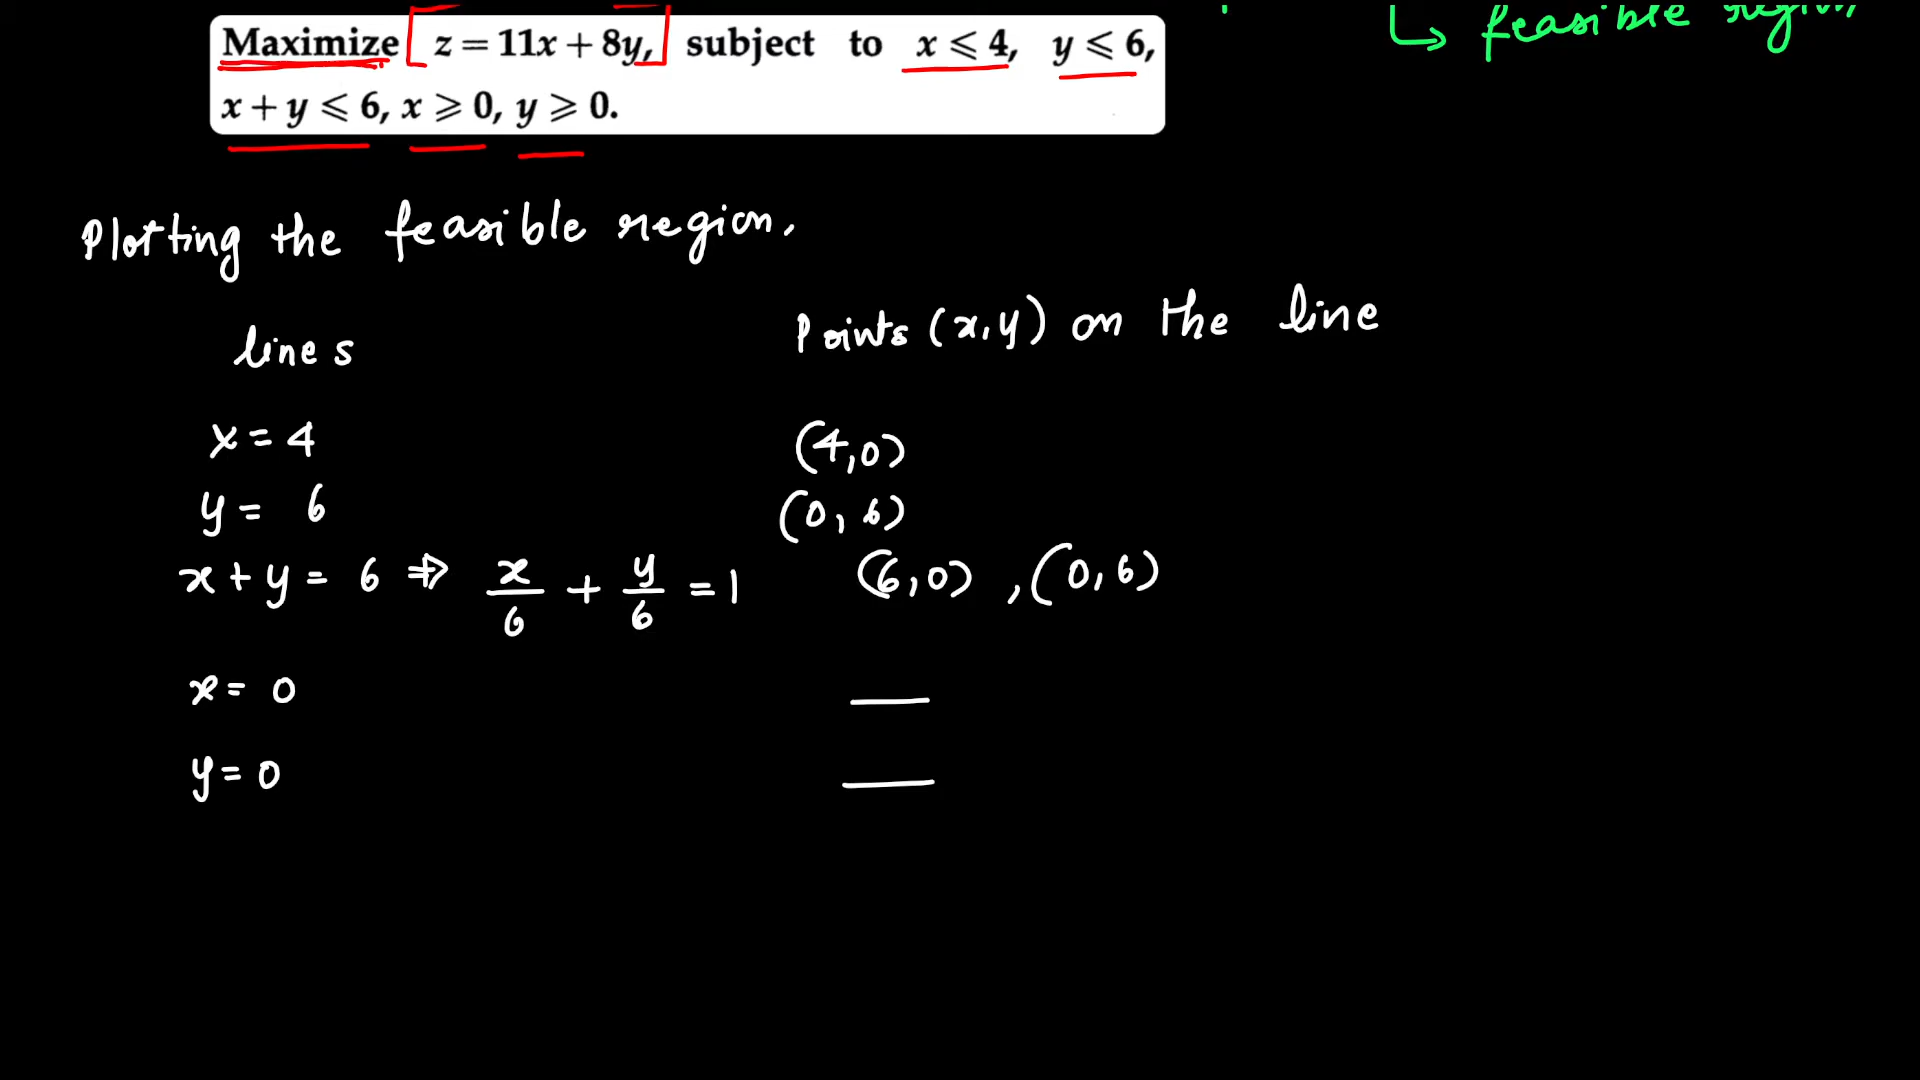 ↳ feasible region
Maximize z = 11x + 8y, subject to x ⩽ 4, y ⩽ 6,
x + y ⩽ 6, x ⩾ 0, y ⩾ 0.
Plotting the feasible region.
lines Points (x,y) on the line
x = 4 (4,0)
y = 6 (0,6)
x + y = 6 ⇒ x/6 + y/6 = 1 (6,0) , (0,6)
x = 0 —
y = 0 —